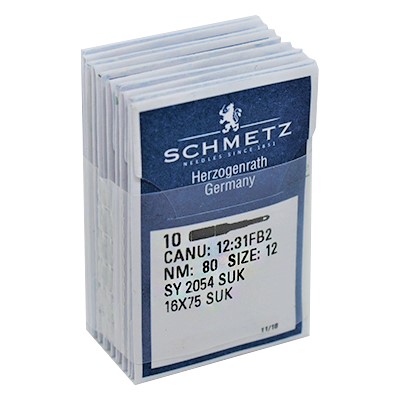 SCHMETZ
NEEDLES SINCE 1851
Herzogenrath
Germany
10
CANU: 12:31FB2
NM: 80 SIZE: 12
SY 2054 SUK
16X75 SUK
11/18